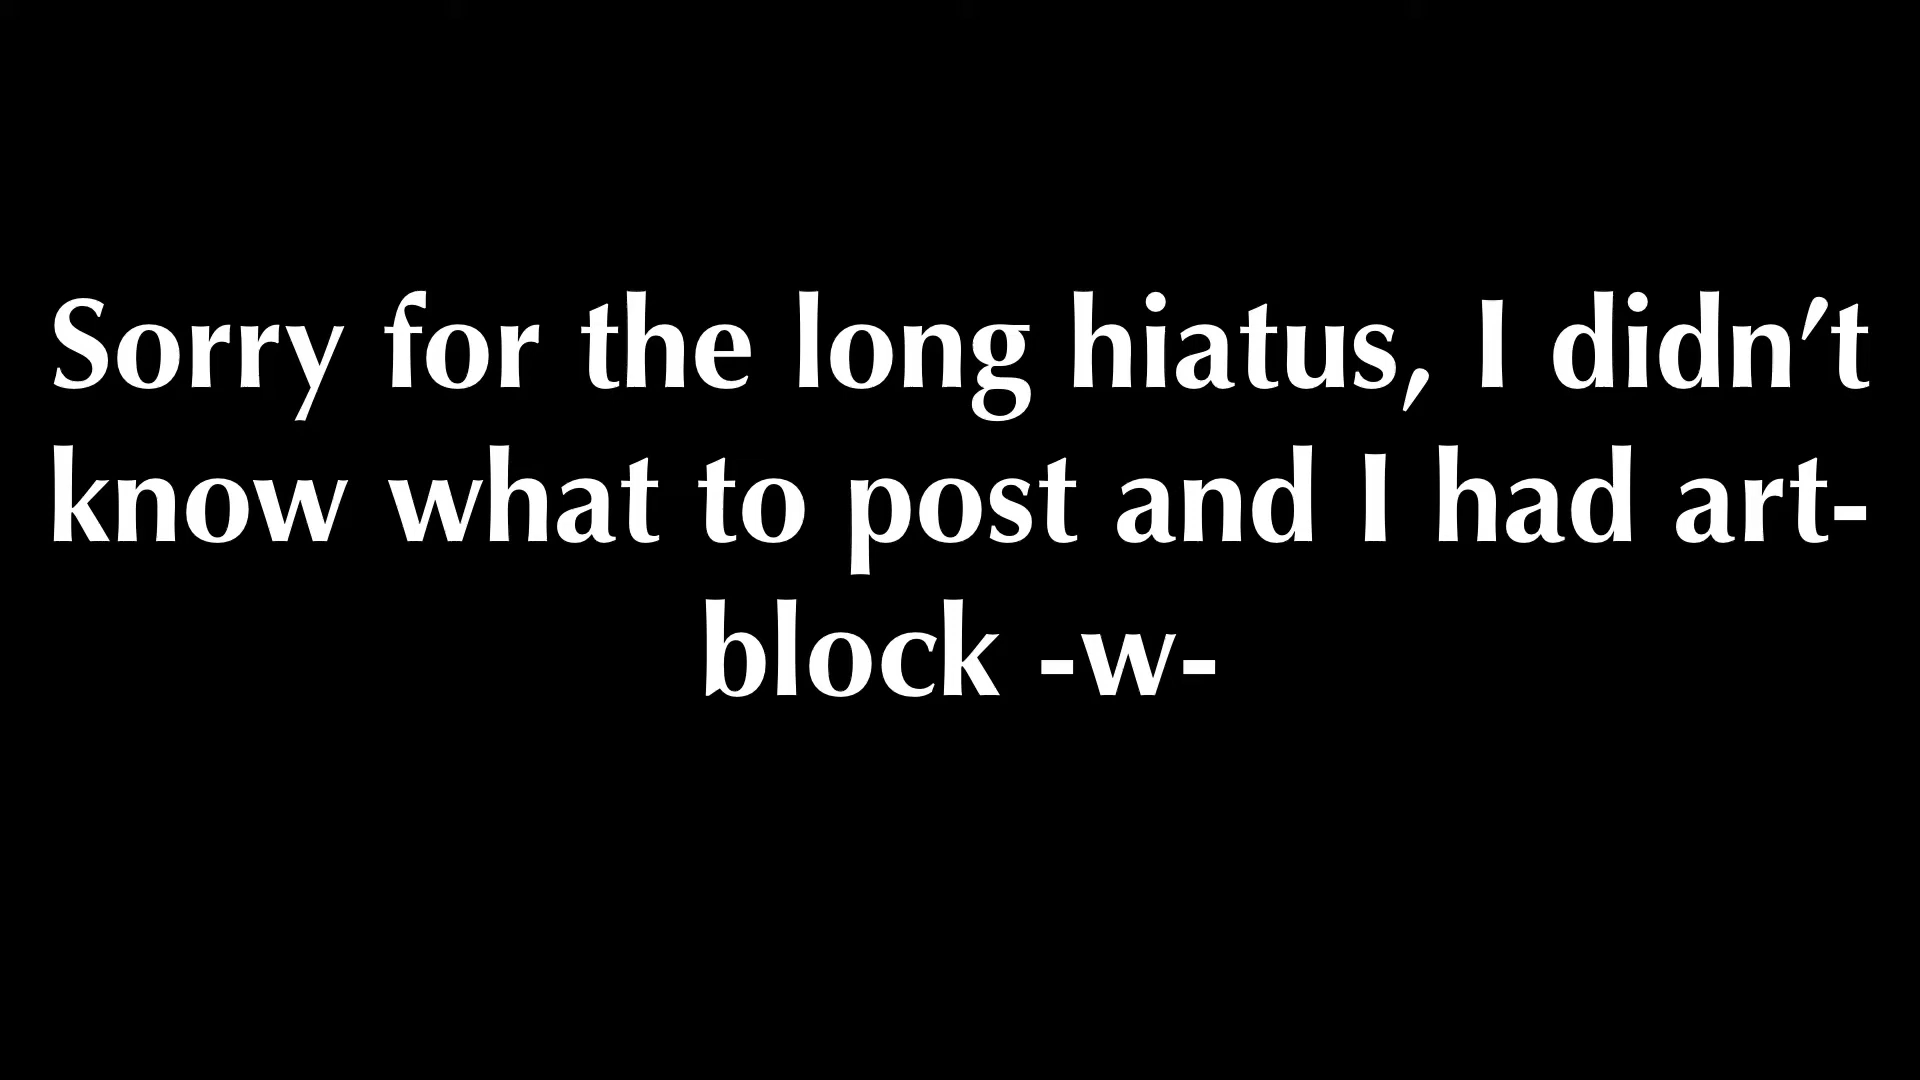 Sorry for the long hiatus, I didn’t
know what to post and I had art-
block -w-